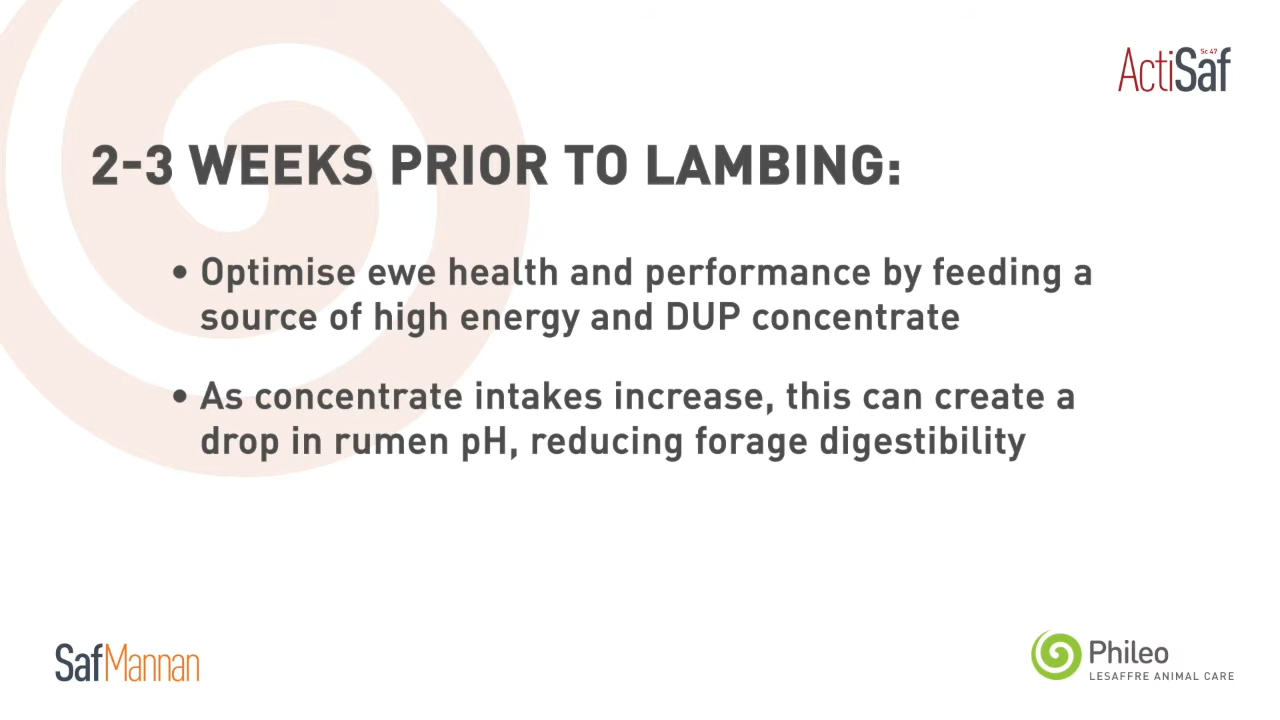 ActiSaf Sc 47
2-3 WEEKS PRIOR TO LAMBING:
• Optimise ewe health and performance by feeding a
source of high energy and DUP concentrate
• As concentrate intakes increase, this can create a
drop in rumen pH, reducing forage digestibility
SafMannan
Phileo
LESAFFRE ANIMAL CARE